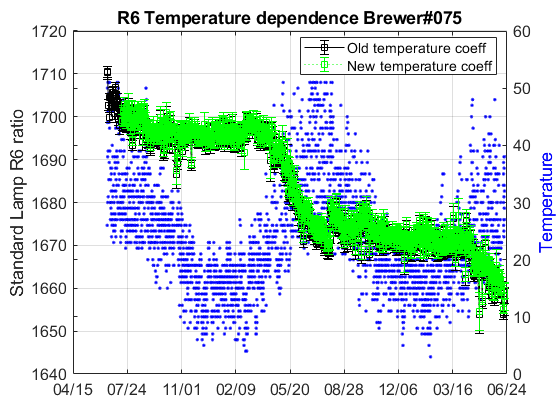 R6 Temperature dependence Brewer#075
Old temperature coeff
New temperature coeff
Standard Lamp R6 ratio
1720
1710
1700
1690
1680
1670
1660
1650
1640
60
50
40
30
20
10
0
Temperature
04/15 07/24 11/01 02/09 05/20 08/28 12/06 03/16 06/24